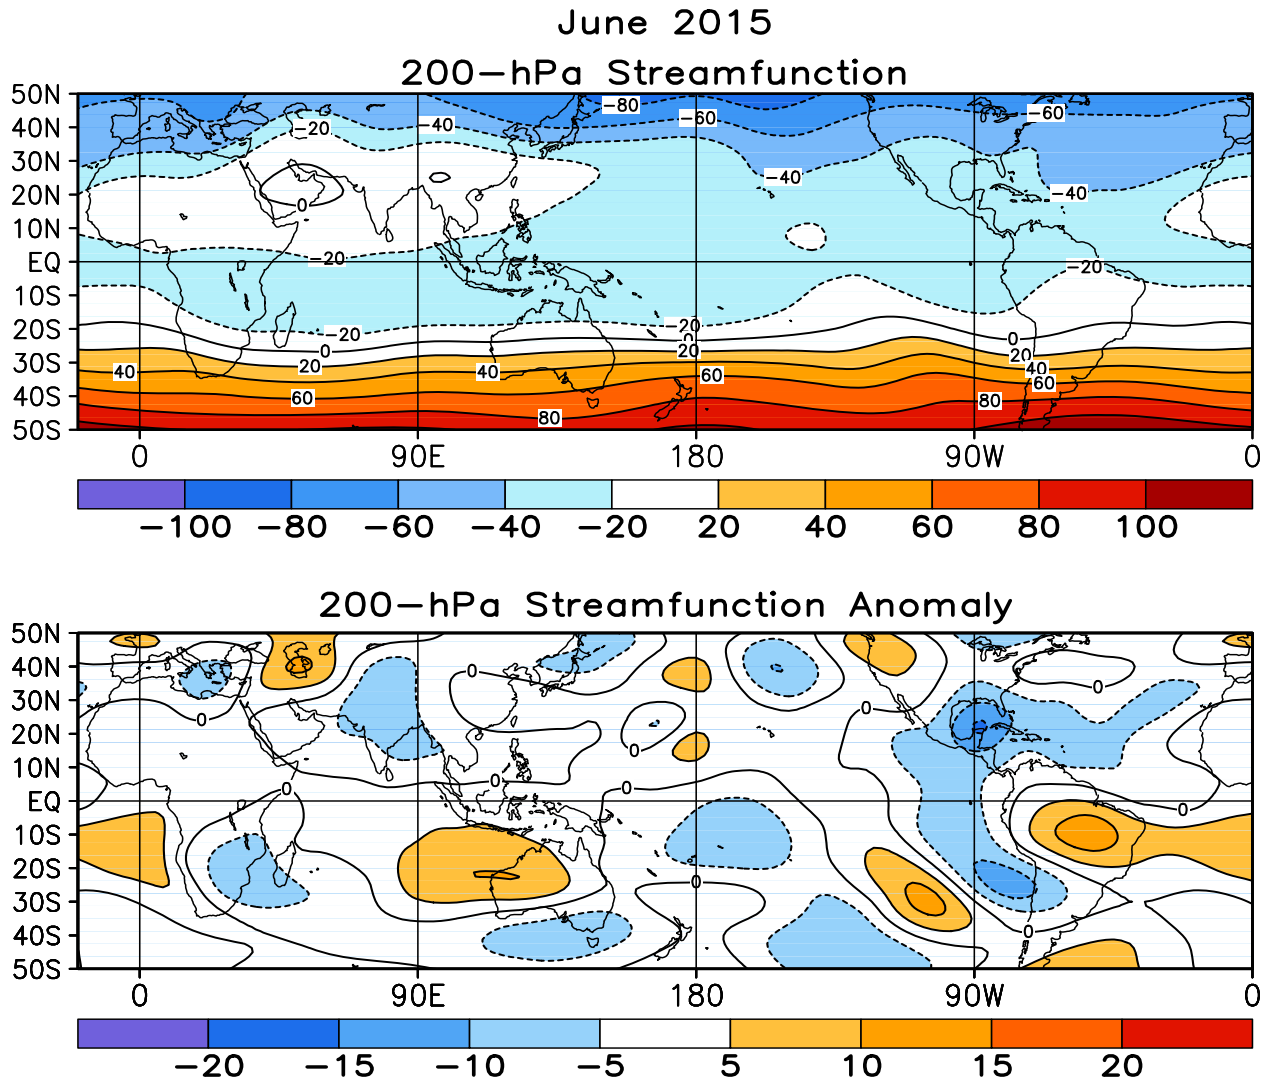 June 2015
200-hPa Streamfunction
50N
40N
30N
20N
10N
EQ
10S
20S
30S
40S
50S
-80
-60
-60
-20
-40
-40
-40
0
-20
-20
-20
-20
0
0
0
20
20
20
40
40
40
60
60
60
80
80
0 90E 180 90W 0
-100 -80 -60 -40 -20 20 40 60 80 100
200-hPa Streamfunction Anomaly
50N
40N
30N
20N
10N
EQ
10S
20S
30S
40S
50S
0
0
0
0
0
0
0
0
0
0
0
0 90E 180 90W 0
-20 -15 -10 -5 5 10 15 20